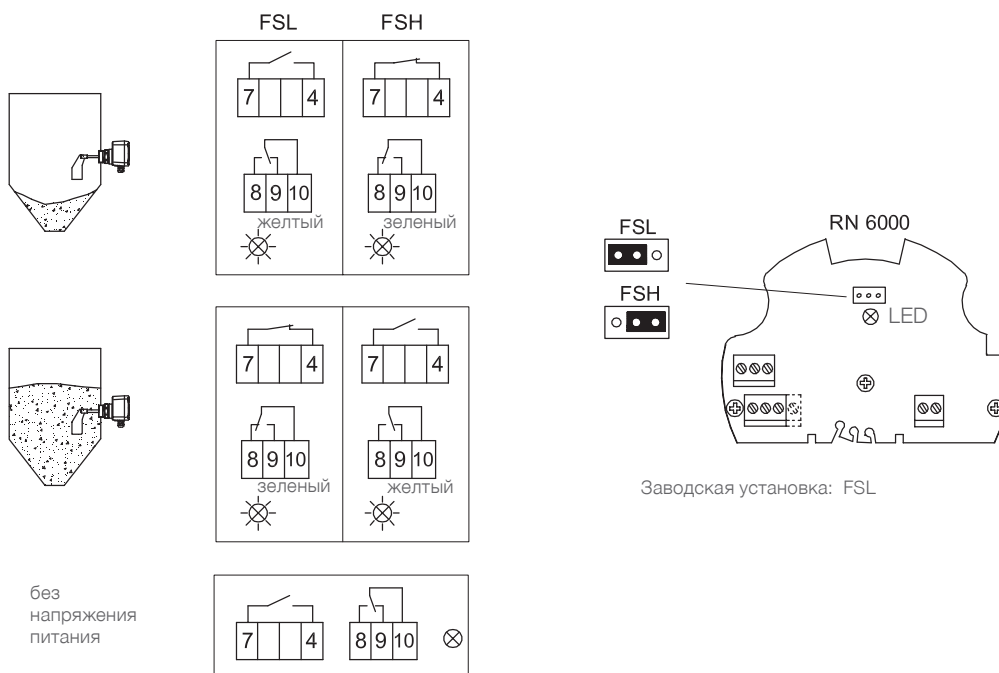 FSL FSH
7 4 7 4
8 9 10 8 9 10
желтый зеленый
7 4 7 4
8 9 10 8 9 10
зеленый желтый
без
напряжения
питания
7 4 8 9 10
RN 6000
FSL
FSH
LED
Заводская установка: FSL